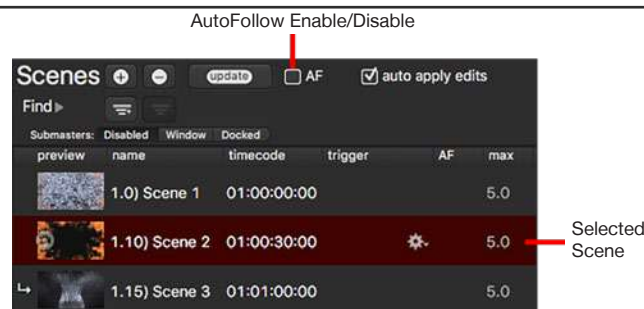 AutoFollow Enable/Disable
Scenes update AF auto apply edits
Find
Submasters: Disabled Window Docked
preview name timecode trigger AF max
1.0) Scene 1 01:00:00:00 5.0
1.10) Scene 2 01:00:30:00 5.0
Selected
Scene
1.15) Scene 3 01:01:00:00 5.0